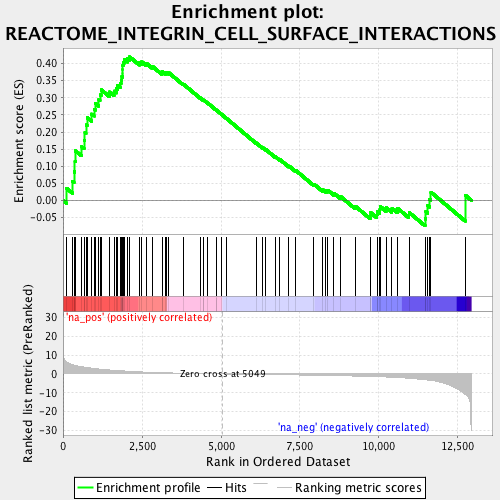 Enrichment plot:
REACTOME_INTEGRIN_CELL_SURFACE_INTERACTIONS
Enrichment score (ES)
0.40
0.35
0.30
0.25
0.20
0.15
0.10
0.05
0.00
-0.05
'na_pos' (positively correlated)
Ranked list metric (PreRanked)
30
20
10
0
-10
-20
-30
Zero cross at 5049
'na_neg' (negatively correlated)
0
2,500
5,000
7,500
10,000
12,500
Rank in Ordered Dataset
Enrichment profile
Hits
Ranking metric scores